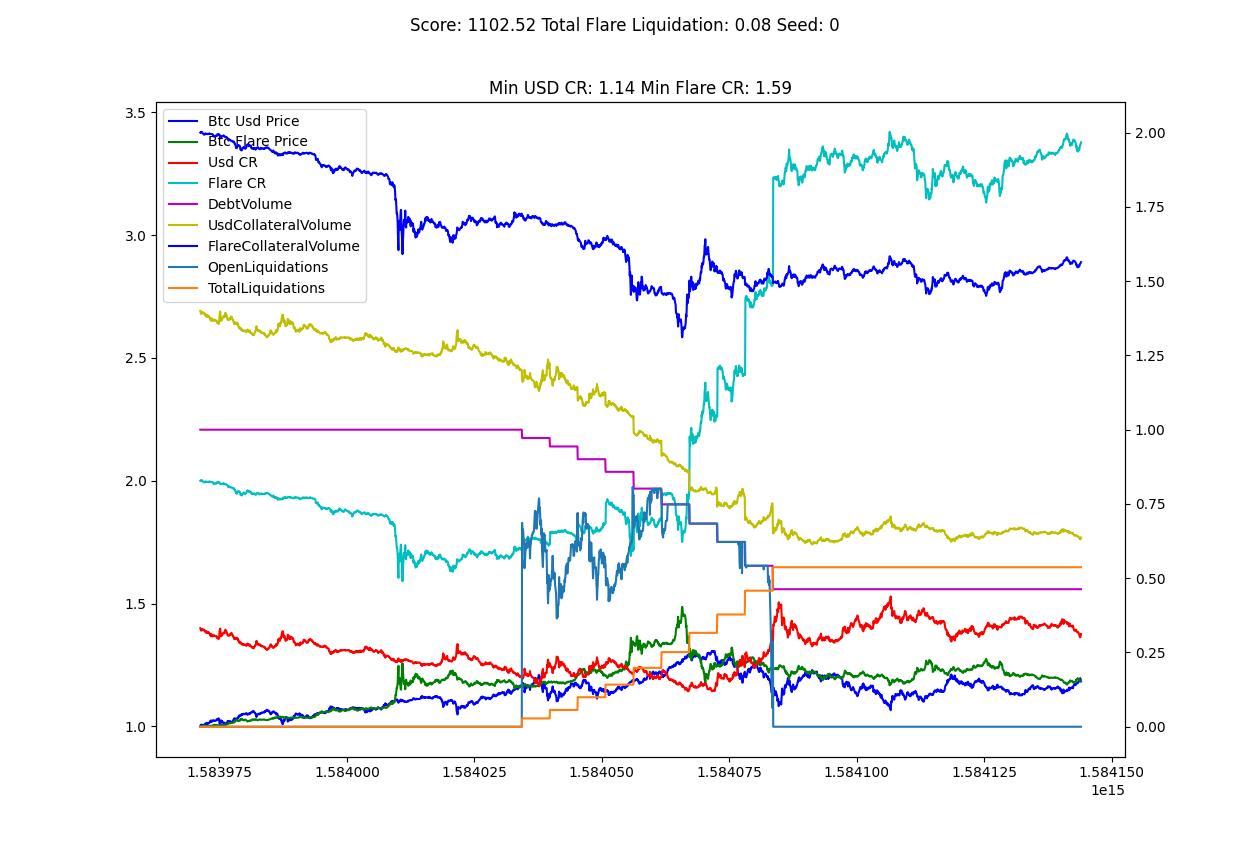 Score: 1102.52 Total Flare Liquidation: 0.08 Seed: 0
Min USD CR: 1.14 Min Flare CR: 1.59
Btc Usd Price
Btc Flare Price
Usd CR
Flare CR
DebtVolume
UsdCollateralVolume
FlareCollateralVolume
OpenLiquidations
TotalLiquidations
3.5
3.0
2.5
2.0
1.5
1.0
2.00
1.75
1.50
1.25
1.00
0.75
0.50
0.25
0.00
1.583975 1.584000 1.584025 1.584050 1.584075 1.584100 1.584125 1.584150
1e15